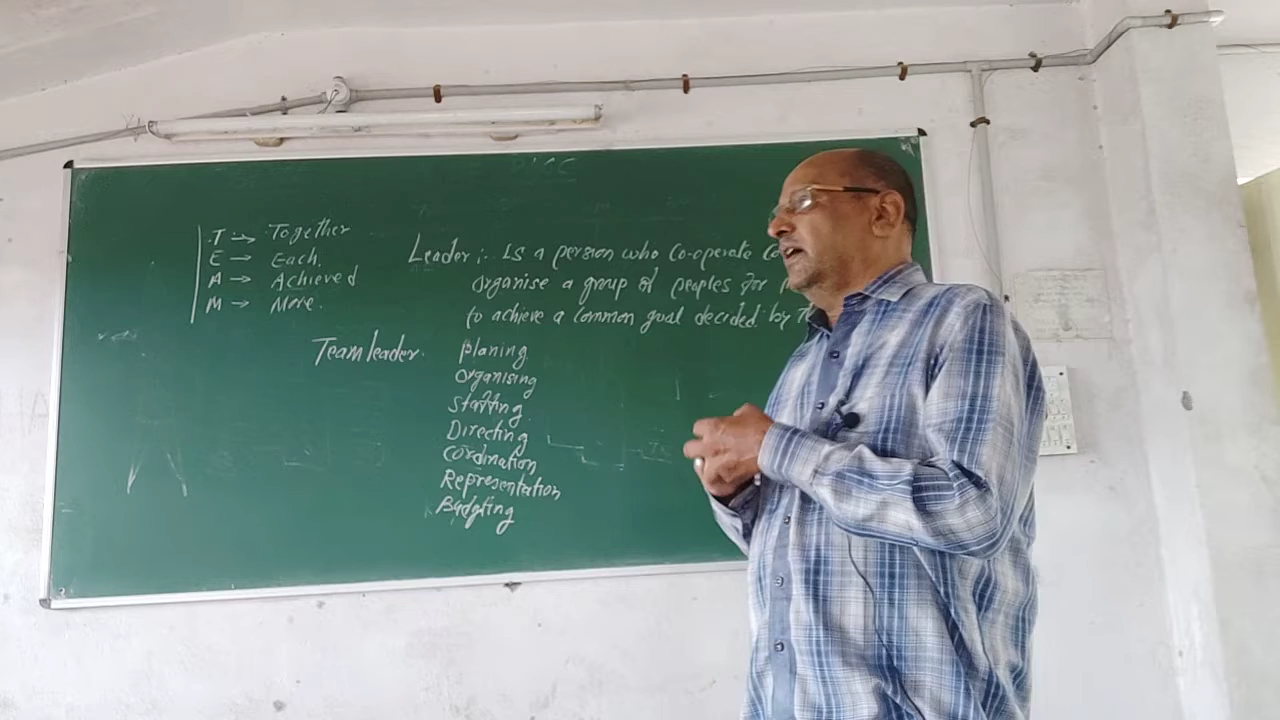 T → Together
E → Each,
A → Achieved
M → More.
Leader :- Is a person who co-operate
organise a group of peoples for
to achieve a common goal decided by
Team leader.
Planing
Organising
Staffing
Directing
Cordination
Representation
Budgting